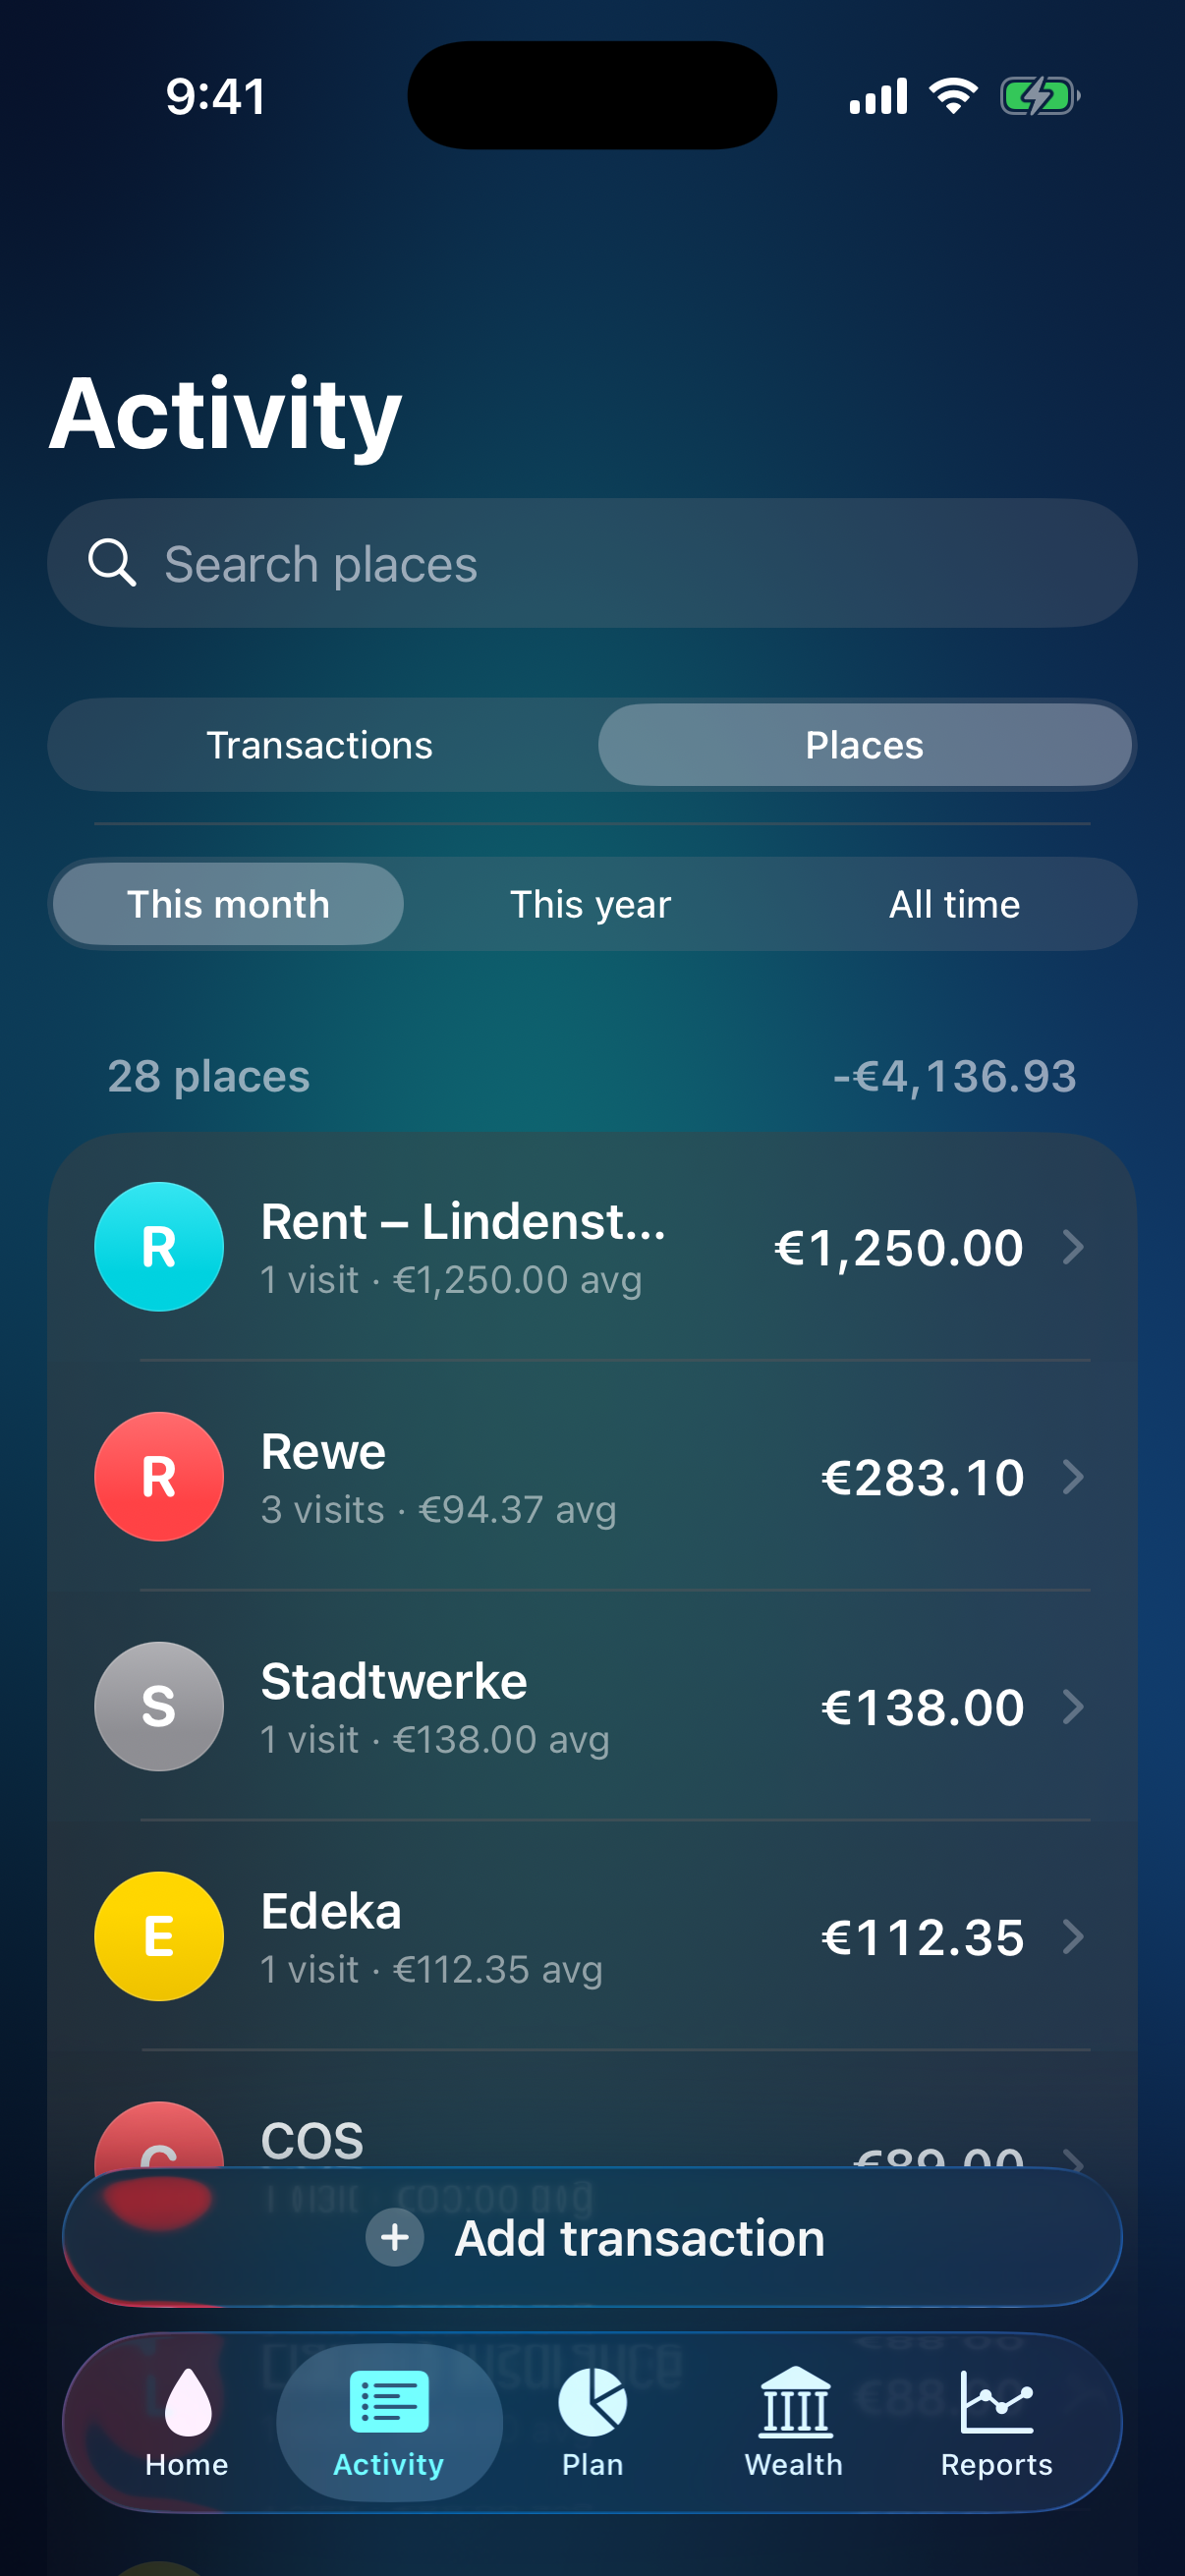 9:41
Activity
Search places
Transactions
Places
This month
This year
All time
28 places
-€4,136.93
R
Rent – Lindenst...
€1,250.00
1 visit · €1,250.00 avg
R
Rewe
€283.10
3 visits · €94.37 avg
S
Stadtwerke
€138.00
1 visit · €138.00 avg
E
Edeka
€112.35
1 visit · €112.35 avg
C
COS
€89.00
Add transaction
Home
Activity
Plan
Wealth
Reports